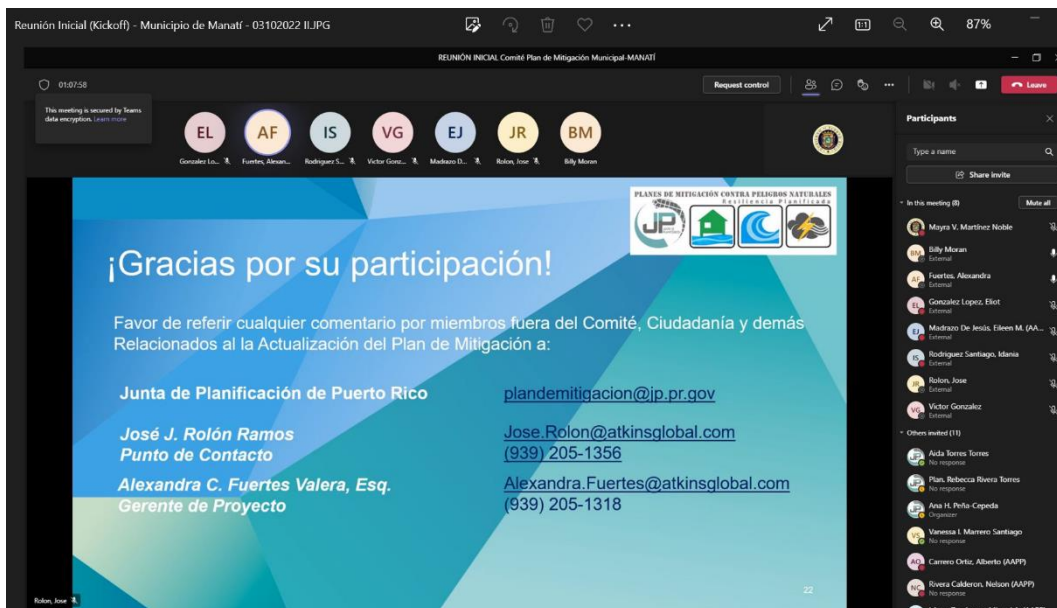 Reunión Inicial (Kickoff) - Municipio de Manatí - 03102022 II.JPG
87%
REUNIÓN INICIAL Comité Plan de Mitigación Municipal-MANATÍ
01:07:58
Request control
Leave
This meeting is secured by Teams
data encryption. Learn more
EL
AF
IS
VG
EJ
JR
BM
Gonzalez Lo...
Fuertes, Alexan...
Rodriguez S...
Victor Gonz...
Madrazo D...
Rolon, Jose
Billy Moran
PLANES DE MITIGACIÓN CONTRA PELIGROS NATURALES
Resiliencia Planificada
JP
¡Gracias por su participación!
Favor de referir cualquier comentario por miembros fuera del Comité, Ciudadanía y demás
Relacionados al la Actualización del Plan de Mitigación a:
Junta de Planificación de Puerto Rico
plandemitigacion@jp.pr.gov
José J. Rolón Ramos
Punto de Contacto
Jose.Rolon@atkinsglobal.com
(939) 205-1356
Alexandra C. Fuertes Valera, Esq.
Gerente de Proyecto
Alexandra.Fuertes@atkinsglobal.com
(939) 205-1318
22
Rolon, Jose
Participants
Type a name
Share invite
In this meeting (8)
Mute all
Mayra V. Martínez Noble
BM
Billy Moran
External
AF
Fuertes, Alexandra
External
EL
Gonzalez Lopez, Eliot
External
EJ
Madrazo De Jesús, Eileen M. (AA...
External
IS
Rodriguez Santiago, Idania
External
JR
Rolon, Jose
External
VG
Victor Gonzalez
External
Others invited (11)
Aida Torres Torres
No response
Plan. Rebecca Rivera Torres
No response
Ana H. Peña-Cepeda
Organizer
VS
Vanessa I. Marrero Santiago
No response
AO
Carrero Ortiz, Alberto (AAPP)
NC
Rivera Calderon, Nelson (AAPP)
No response